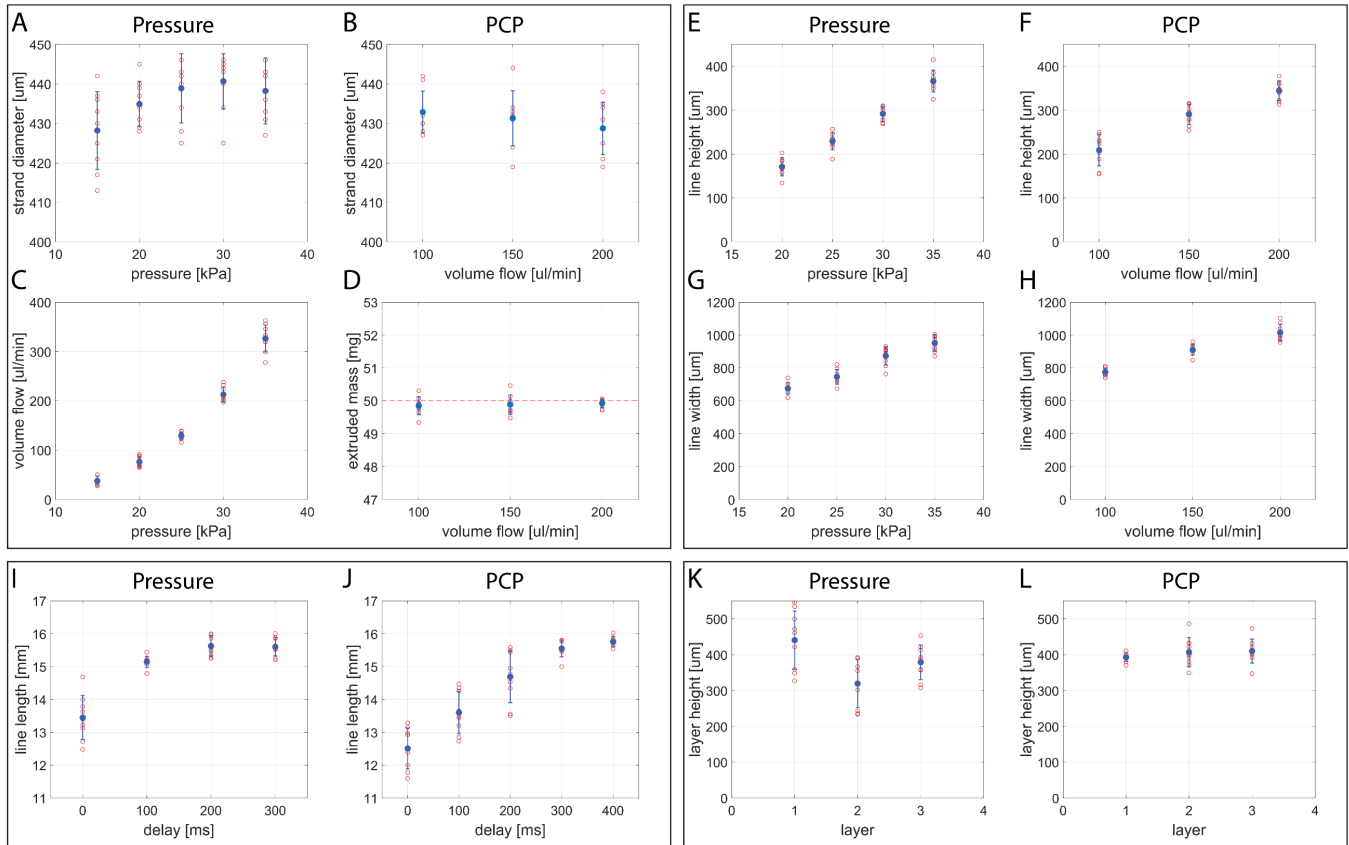 A Pressure
450
440
430
420
410
400
strand diameter [um]
10 20 30 40
pressure [kPa]
B PCP
450
440
430
420
410
400
strand diameter [um]
100 150 200
volume flow [ul/min]
C
400
300
200
100
0
volume flow [ul/min]
10 20 30 40
pressure [kPa]
D
53
52
51
50
49
48
47
extruded mass [mg]
100 150 200
volume flow [ul/min]
E Pressure
400
300
200
100
0
line height [um]
15 20 25 30 35 40
pressure [kPa]
F PCP
400
300
200
100
0
line height [um]
100 150 200
volume flow [ul/min]
G
1200
1000
800
600
400
200
0
line width [um]
15 20 25 30 35 40
pressure [kPa]
H
1200
1000
800
600
400
200
0
line width [um]
100 150 200
volume flow [ul/min]
I Pressure
17
16
15
14
13
12
11
line length [mm]
0 100 200 300
delay [ms]
J PCP
17
16
15
14
13
12
11
line length [mm]
0 100 200 300 400
delay [ms]
K Pressure
500
400
300
200
100
0
layer height [um]
0 1 2 3 4
layer
L PCP
500
400
300
200
100
0
layer height [um]
0 1 2 3 4
layer